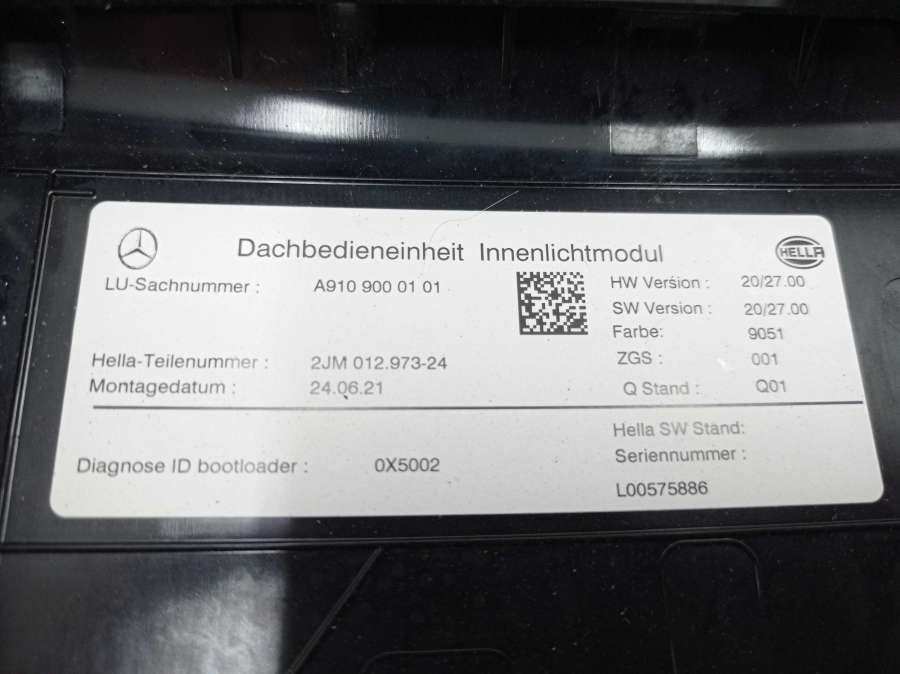 Dachbedieneinheit Innenlichtmodul
HELLA
LU-Sachnummer : A910 900 01 01
HW Version : 20/27.00
SW Version : 20/27.00
Farbe: 9051
Hella-Teilenummer : 2JM 012.973-24
ZGS : 001
Montagedatum : 24.06.21
Q Stand : Q01
Hella SW Stand:
Diagnose ID bootloader : 0X5002
Seriennummer :
L00575886